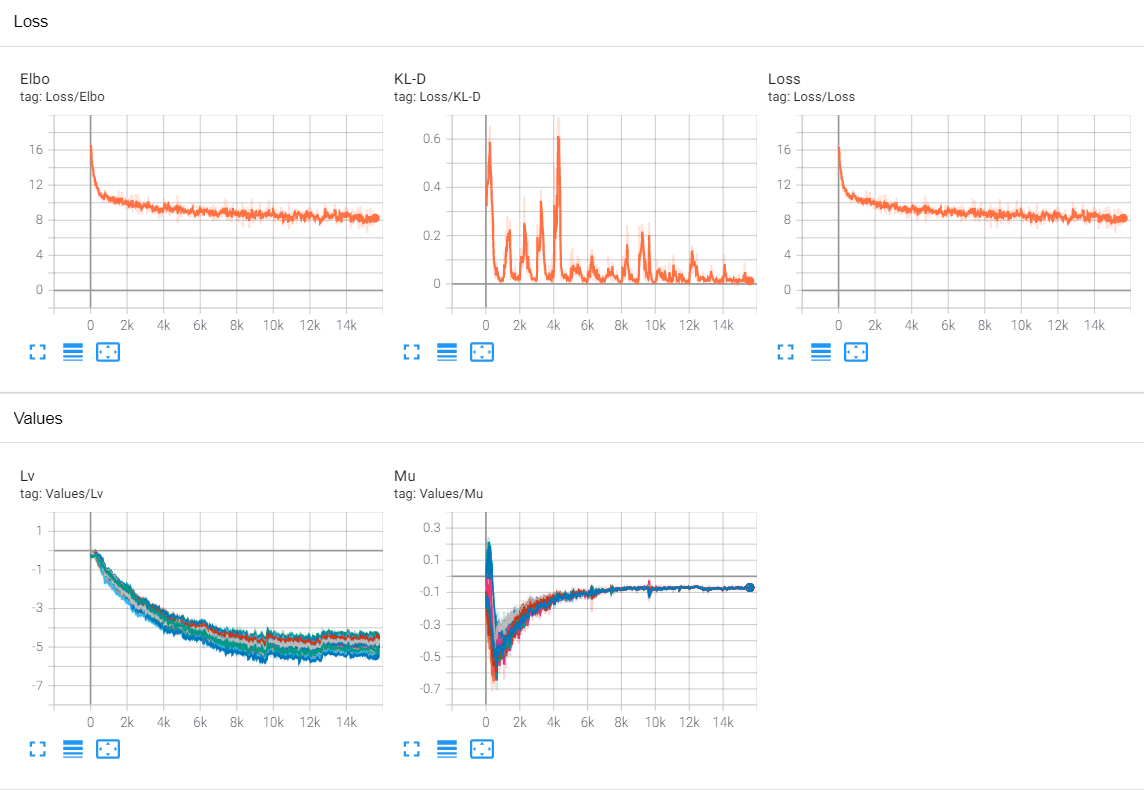 Loss
Elbo
tag: Loss/Elbo
KL-D
tag: Loss/KL-D
Loss
tag: Loss/Loss
16
12
8
4
0
0 2k 4k 6k 8k 10k 12k 14k
0.6
0.4
0.2
0
0 2k 4k 6k 8k 10k 12k 14k
16
12
8
4
0
0 2k 4k 6k 8k 10k 12k 14k
Values
Lv
tag: Values/Lv
Mu
tag: Values/Mu
1
-1
-3
-5
-7
0 2k 4k 6k 8k 10k 12k 14k
0.3
0.1
-0.1
-0.3
-0.5
-0.7
0 2k 4k 6k 8k 10k 12k 14k